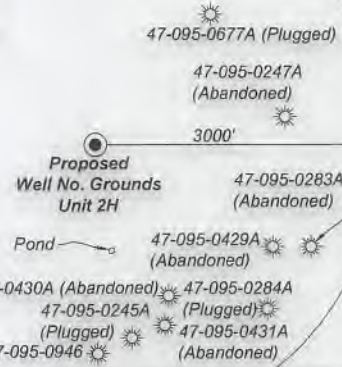 47-095-0677A (Plugged)
47-095-0247A
(Abandoned)
3000'
Proposed
Well No. Grounds
Unit 2H
47-095-0283A
(Abandoned)
Pond
47-095-0429A
(Abandoned)
-0430A (Abandoned)
47-095-0284A
(Plugged)
47-095-0245A
(Plugged)
47-095-0431A
(Abandoned)
7-095-0946